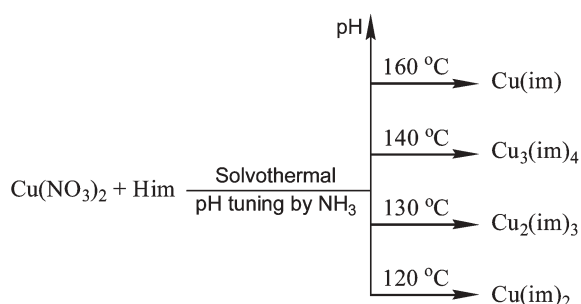 pH
160 °C
Cu(im)
140 °C
Cu₃(im)₄
Cu(NO₃)₂ + Him
Solvothermal
pH tuning by NH₃
130 °C
Cu₂(im)₃
120 °C
Cu(im)₂